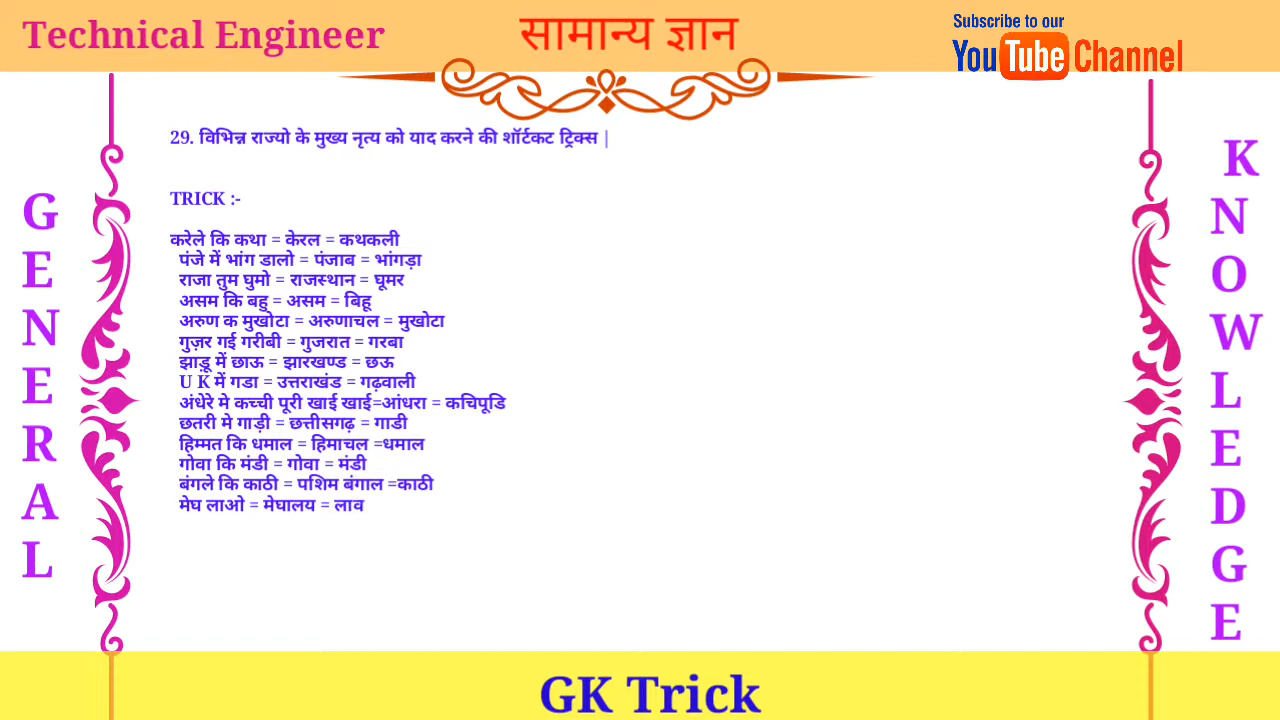 Technical Engineer
सामान्य ज्ञान
Subscribe to our
YouTube Channel
29. विभिन्न राज्यो के मुख्य नृत्य को याद करने की शॉर्टकट ट्रिक्स |
TRICK :-
करेले कि कथा = केरल = कथकली
पंजे में भांग डालो = पंजाब = भांगड़ा
राजा तुम घुमो = राजस्थान = घूमर
असम कि बहु = असम = बिहू
अरुण क मुखोटा = अरुणाचल = मुखोटा
गुज़र गई गरीबी = गुजरात = गरबा
झाड़ू में छाऊ = झारखण्ड = छऊ
U K में गडा = उत्तराखंड = गढ़वाली
अंधेरे मे कच्ची पूरी खाई खाई=आंधरा = कचिपूडि
छतरी मे गाड़ी = छत्तीसगढ़ = गाडी
हिम्मत कि धमाल = हिमाचल =धमाल
गोवा कि मंडी = गोवा = मंडी
बंगले कि काठी = पशिम बंगाल =काठी
मेघ लाओ = मेघालय = लाव
GENERAL
KNOWLEDGE
GK Trick